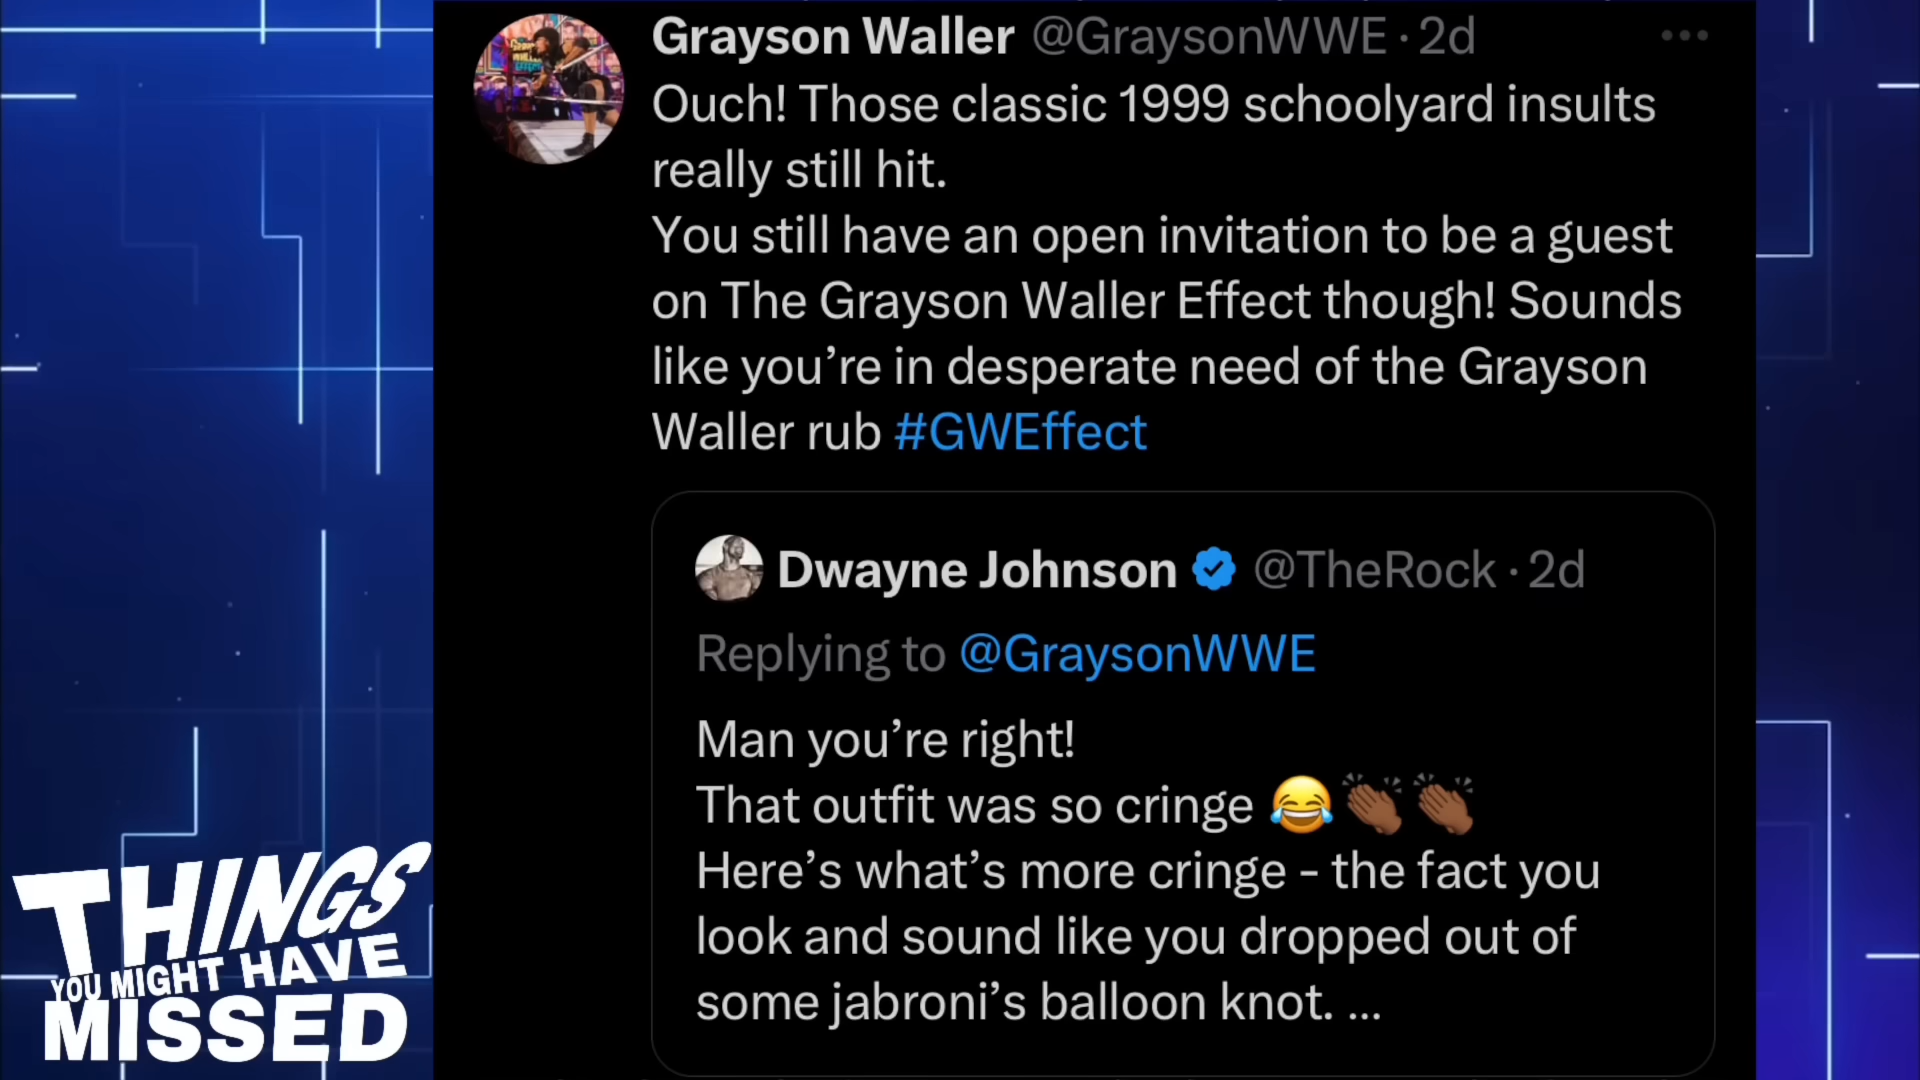 Grayson Waller @GraysonWWE · 2d
Ouch! Those classic 1999 schoolyard insults
really still hit.
You still have an open invitation to be a guest
on The Grayson Waller Effect though! Sounds
like you’re in desperate need of the Grayson
Waller rub #GWEffect
Dwayne Johnson @TheRock · 2d
Replying to @GraysonWWE
Man you’re right!
That outfit was so cringe 😂👏🏾👏🏾
Here’s what’s more cringe - the fact you
look and sound like you dropped out of
some jabroni’s balloon knot. ...
THINGS
YOU MIGHT HAVE
MISSED